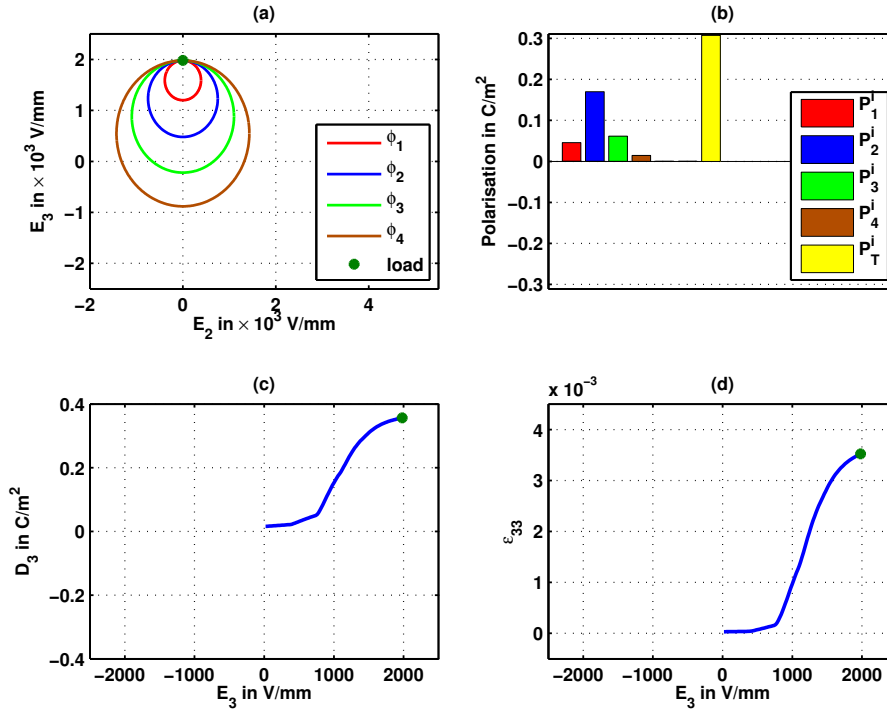 (a)
2
1
0
−1
−2
E3 in × 10^3 V/mm
−2
0
2
4
E2 in × 10^3 V/mm
ϕ1
ϕ2
ϕ3
ϕ4
load
(b)
0.3
0.2
0.1
0
−0.1
−0.2
−0.3
Polarisation in C/m^2
P^i_1
P^i_2
P^i_3
P^i_4
P^i_T
(c)
0.4
0.2
0
−0.2
−0.4
D3 in C/m^2
−2000
−1000
0
1000
2000
E3 in V/mm
(d)
x 10^−3
4
3
2
1
0
ε33
−2000
−1000
0
1000
2000
E3 in V/mm